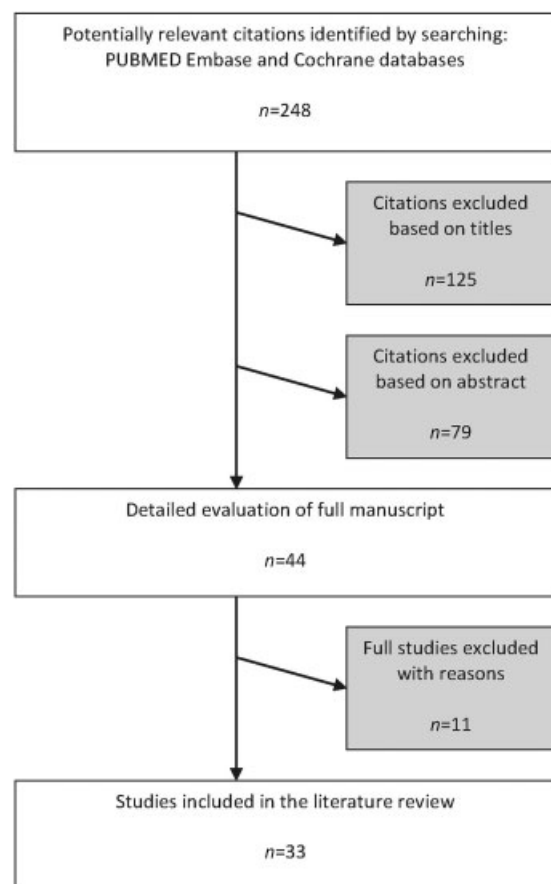 Potentially relevant citations identified by searching:
PUBMED Embase and Cochrane databases
n=248
Citations excluded
based on titles
n=125
Citations excluded
based on abstract
n=79
Detailed evaluation of full manuscript
n=44
Full studies excluded
with reasons
n=11
Studies included in the literature review
n=33